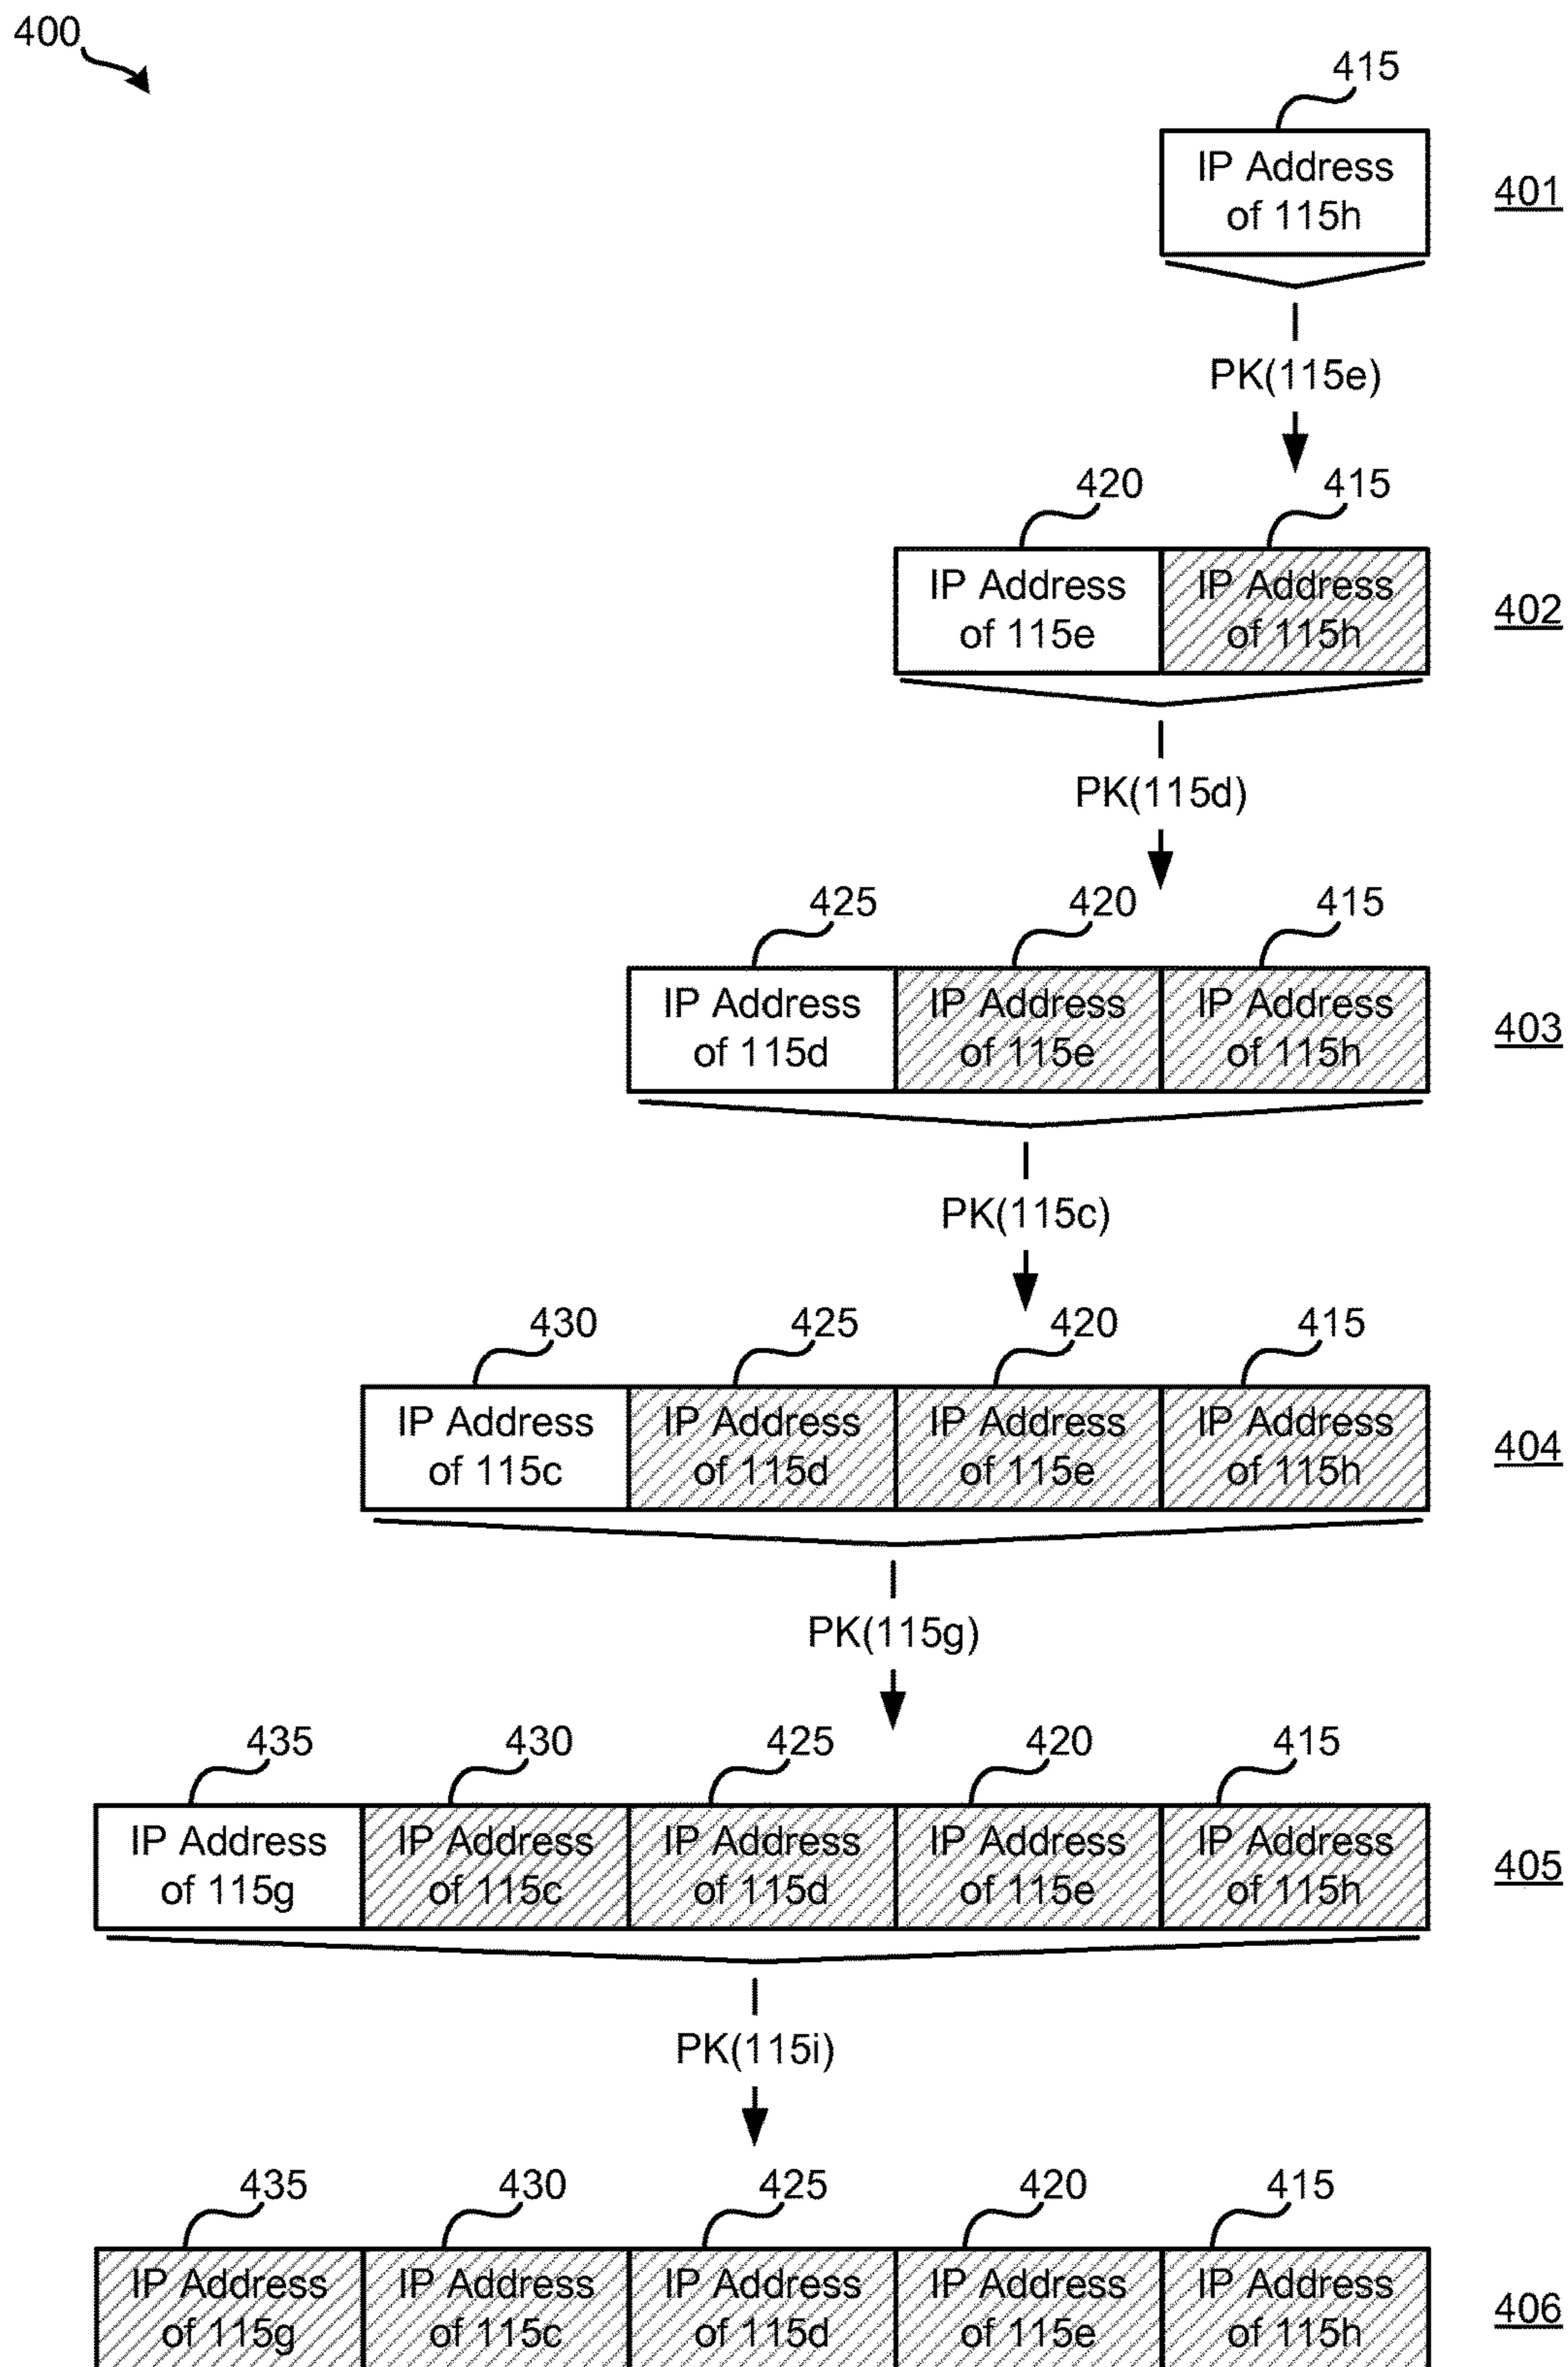 400
415
IP Address
of 115h
401
PK(115e)
420 415
IP Address IP Address
of 115e of 115h
402
PK(115d)
425 420 415
IP Address IP Address IP Address
of 115d of 115e of 115h
403
PK(115c)
430 425 420 415
IP Address IP Address IP Address IP Address
of 115c of 115d of 115e of 115h
404
PK(115g)
435 430 425 420 415
IP Address IP Address IP Address IP Address IP Address
of 115g of 115c of 115d of 115e of 115h
405
PK(115i)
435 430 425 420 415
IP Address IP Address IP Address IP Address IP Address
of 115g of 115c of 115d of 115e of 115h
406